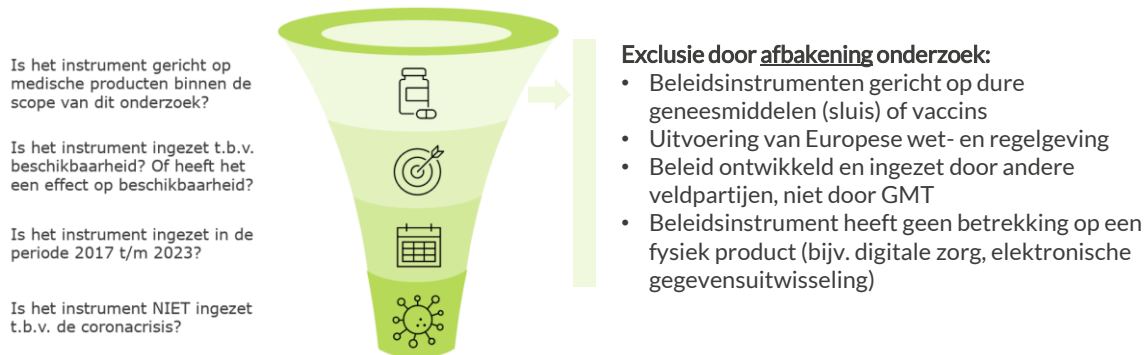 Is het instrument gericht op
medische producten binnen de
scope van dit onderzoek?
Is het instrument ingezet t.b.v.
beschikbaarheid? Of heeft het
een effect op beschikbaarheid?
Is het instrument ingezet in de
periode 2017 t/m 2023?
Is het instrument NIET ingezet
t.b.v. de coronacrisis?
Exclusie door afbakening onderzoek:
• Beleidsinstrumenten gericht op dure
geneesmiddelen (sluis) of vaccins
• Uitvoering van Europese wet- en regelgeving
• Beleid ontwikkeld en ingezet door andere
veldpartijen, niet door GMT
• Beleidsinstrument heeft geen betrekking op een
fysiek product (bijv. digitale zorg, elektronische
gegevensuitwisseling)